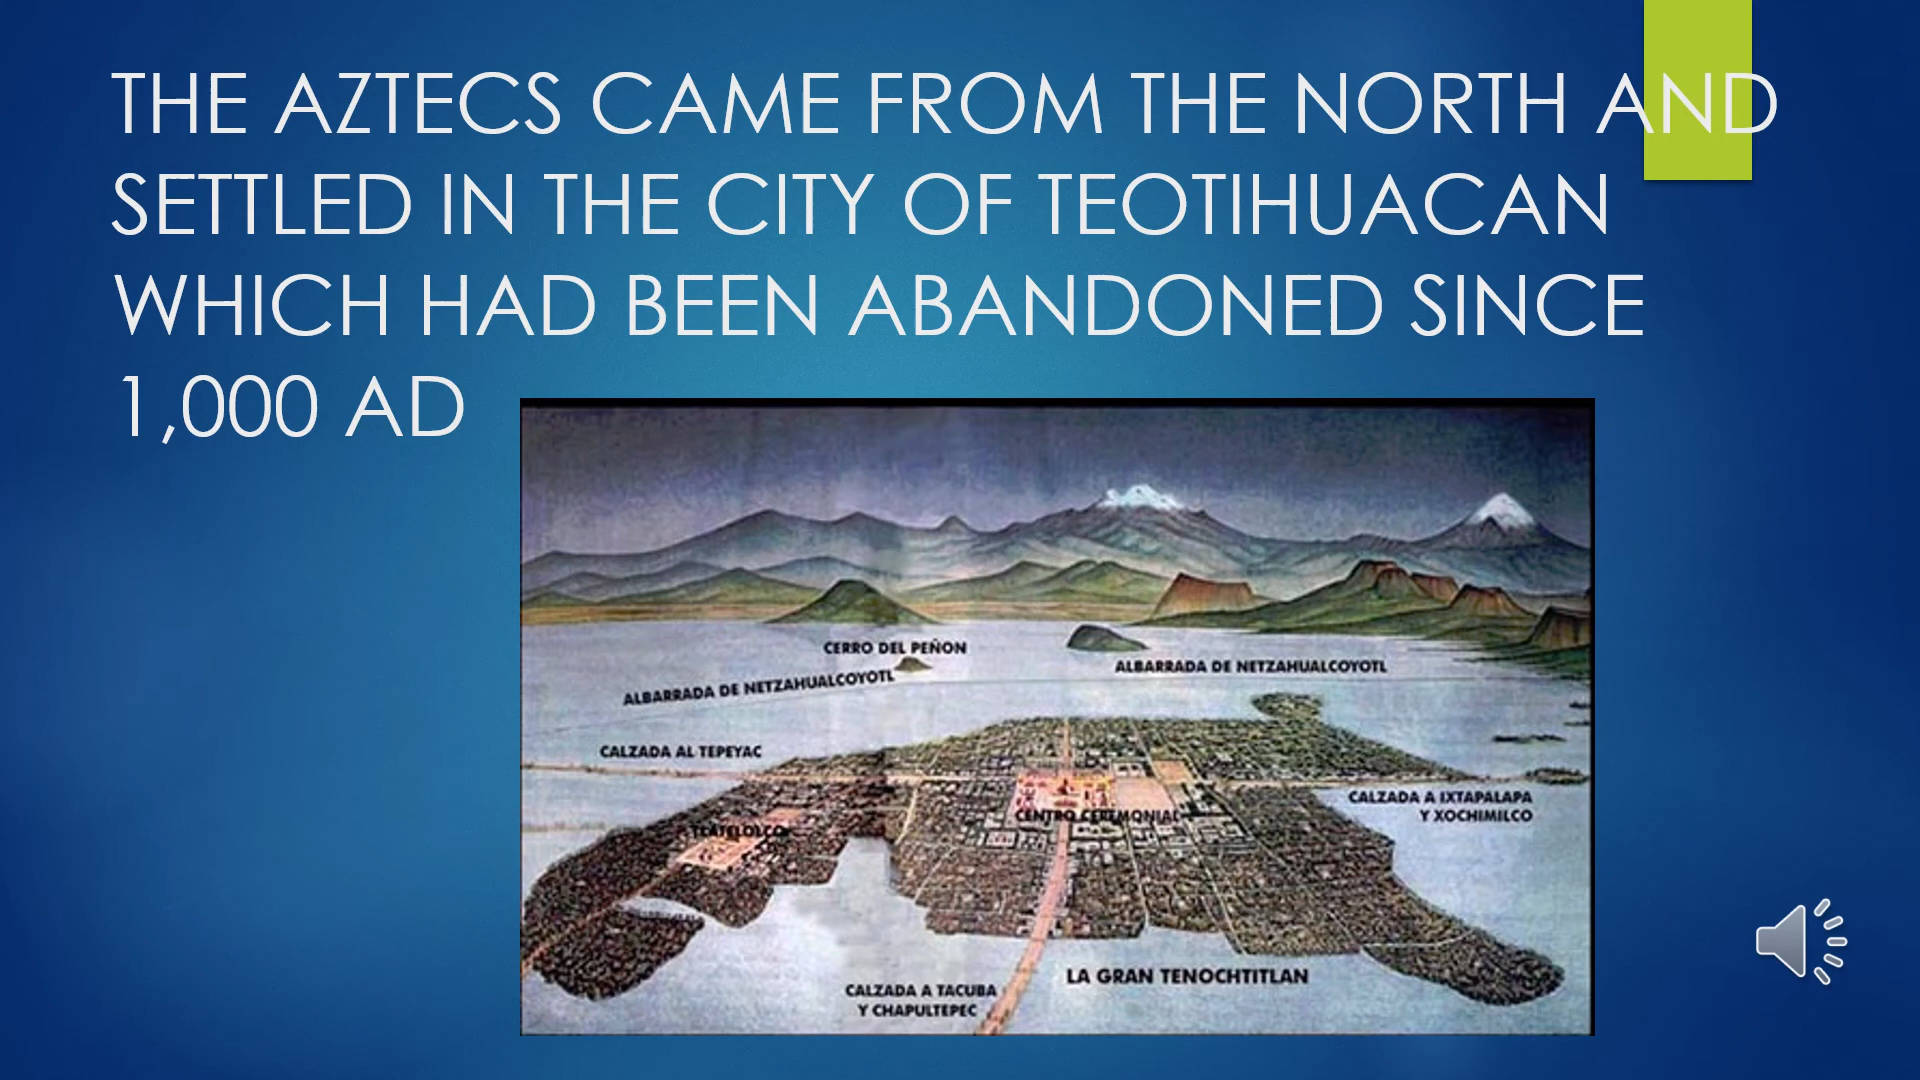 THE AZTECS CAME FROM THE NORTH AND
SETTLED IN THE CITY OF TEOTIHUACAN
WHICH HAD BEEN ABANDONED SINCE
1,000 AD
CERRO DEL PEÑON
ALBARRADA DE NETZAHUALCOYOTL
ALBARRADA DE NETZAHUALCOYOTL
CALZADA AL TEPEYAC
CALZADA A IXTAPALAPA
Y XOCHIMILCO
CENTRO CEREMONIAL
TLATELOLCO
LA GRAN TENOCHTITLAN
CALZADA A TACUBA
Y CHAPULTEPEC